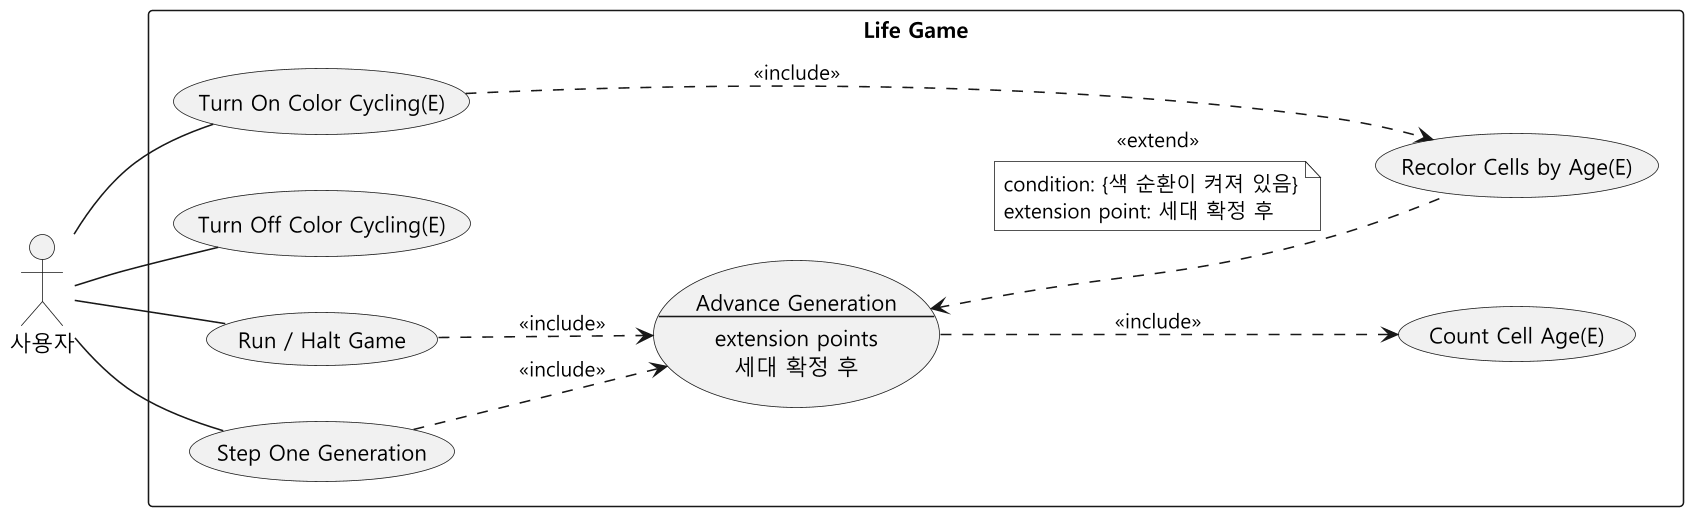 Life Game
«include»
Turn On Color Cycling(E)
«extend»
condition: {색 순환이 켜져 있음}
extension point: 세대 확정 후
Recolor Cells by Age(E)
Turn Off Color Cycling(E)
사용자
Advance Generation
extension points
세대 확정 후
Run / Halt Game
«include»
«include»
Count Cell Age(E)
«include»
Step One Generation